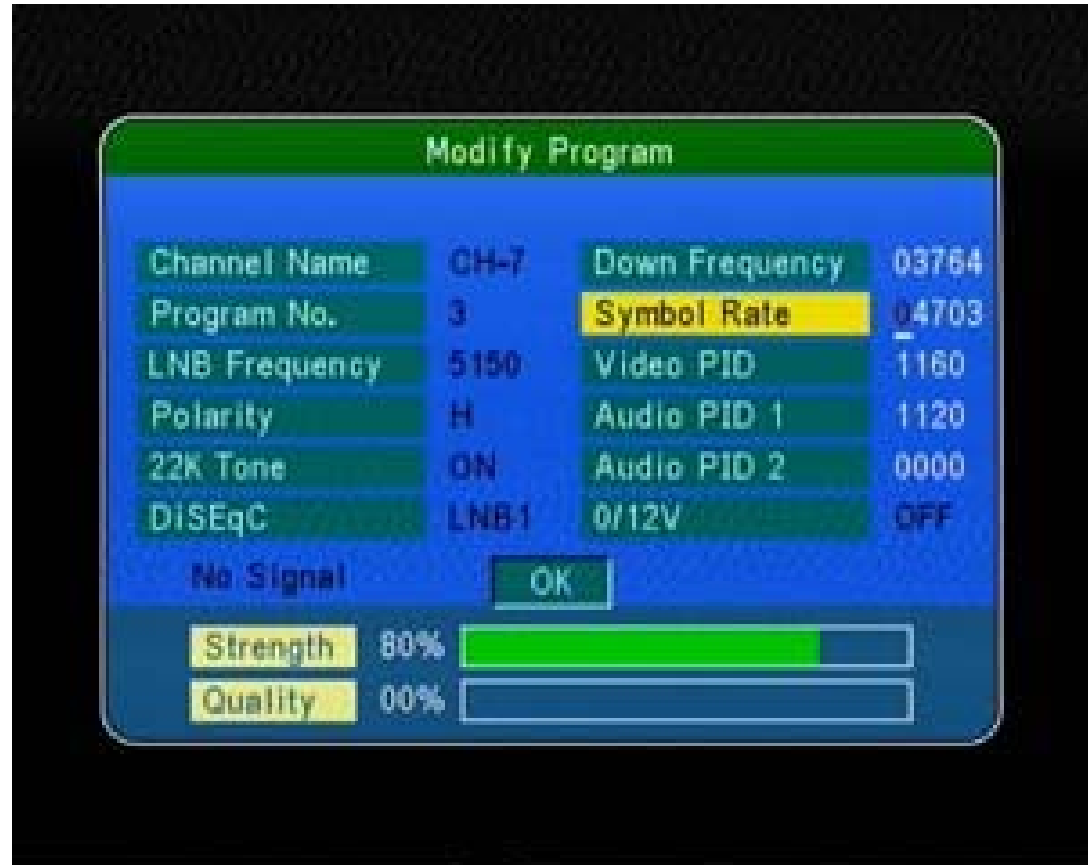 Modify Program
Channel Name CH-7 Down Frequency 03764
Program No. 3 Symbol Rate 04703
LNB Frequency 5150 Video PID 1160
Polarity H Audio PID 1 1120
22K Tone ON Audio PID 2 0000
DiSEqC LNB1 0/12V OFF
No Signal OK
Strength 80%
Quality 00%